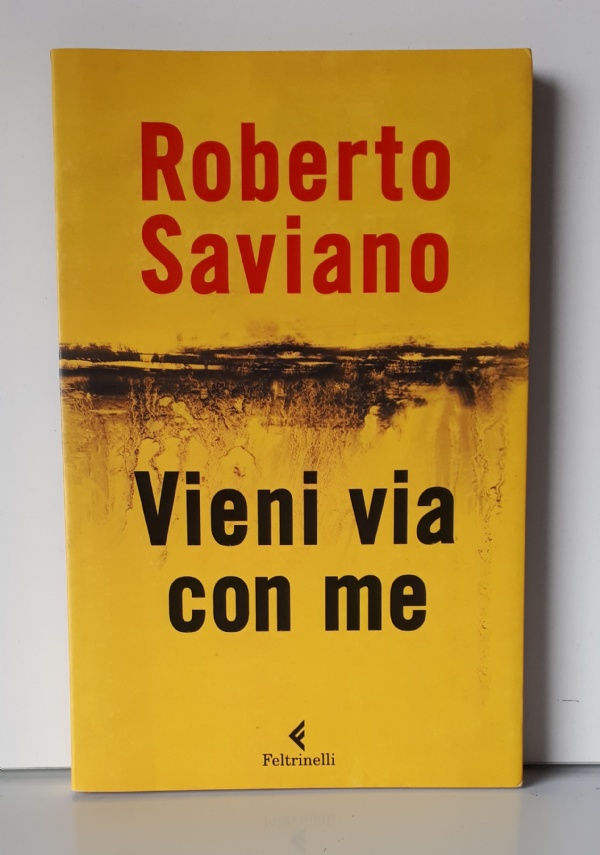 Roberto
Saviano
Vieni via
con me
Feltrinelli